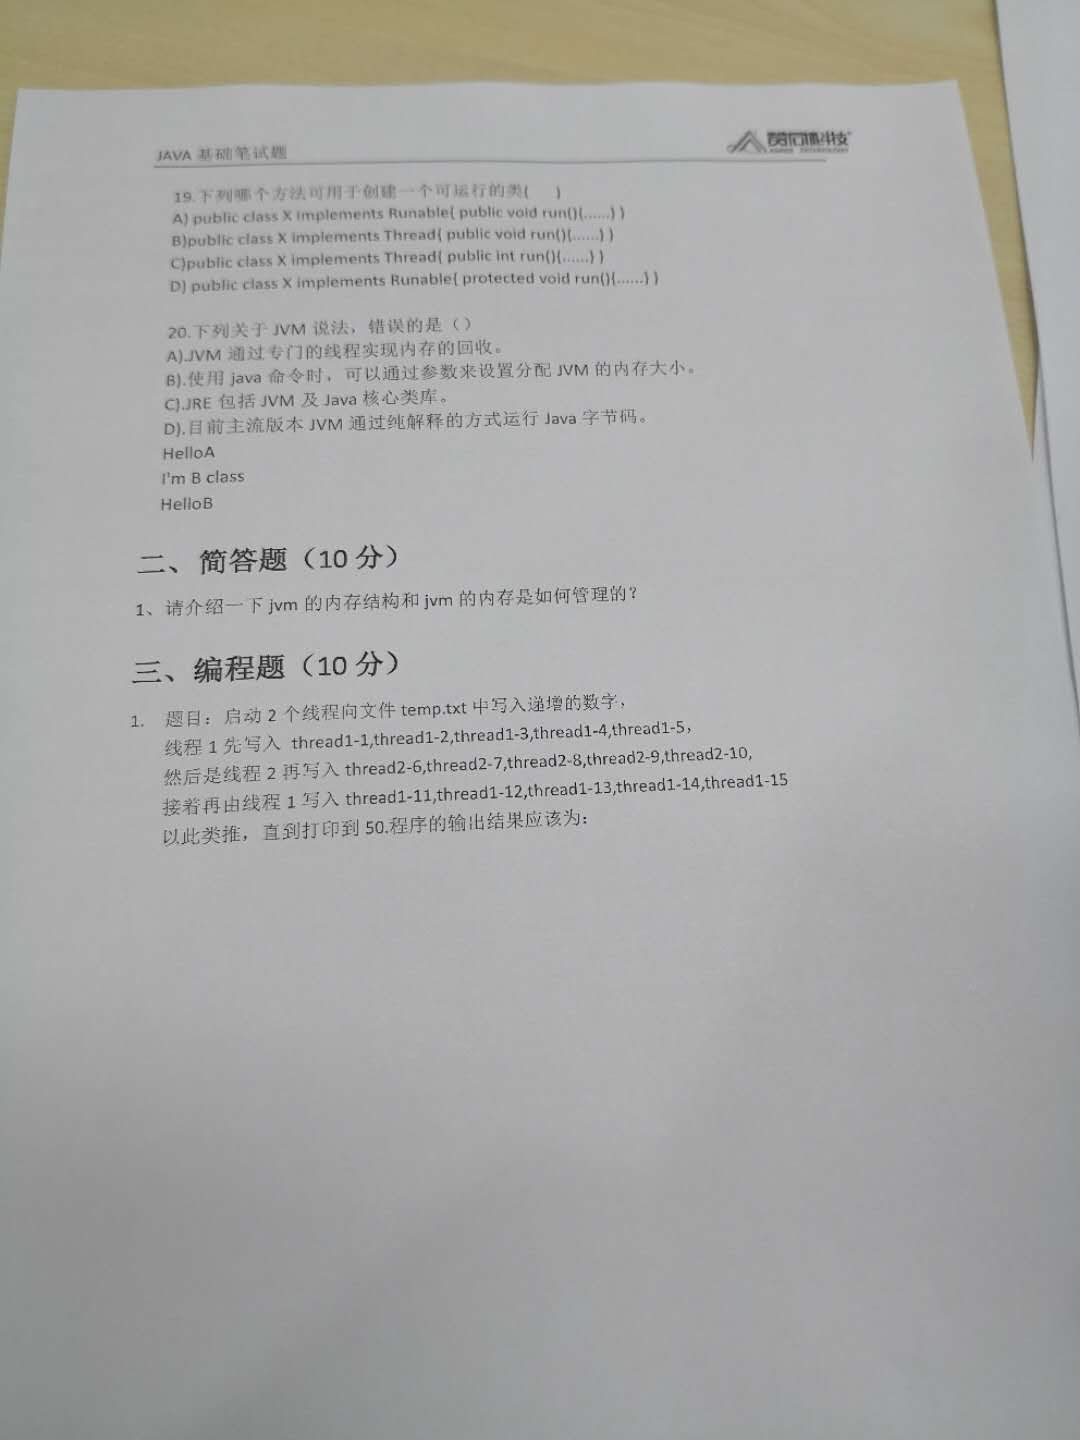 JAVA 基础笔试题
19.下列哪个方法可用于创建一个可运行的类( )
A) public class X implements Runable{ public void run(){......} }
B)public class X implements Thread{ public void run(){......} }
C)public class X implements Thread{ public int run(){......} }
D) public class X implements Runable{ protected void run(){......} }
20.下列关于 JVM 说法，错误的是（）
A).JVM 通过专门的线程实现内存的回收。
B).使用 java 命令时，可以通过参数来设置分配 JVM 的内存大小。
C).JRE 包括 JVM 及 Java 核心类库。
D).目前主流版本 JVM 通过纯解释的方式运行 Java 字节码。
HelloA
I'm B class
HelloB
二、简答题（10 分）
1、请介绍一下 jvm 的内存结构和 jvm 的内存是如何管理的？
三、编程题（10 分）
1. 题目：启动 2 个线程向文件 temp.txt 中写入递增的数字，
线程 1 先写入 thread1-1,thread1-2,thread1-3,thread1-4,thread1-5，
然后是线程 2 再写入 thread2-6,thread2-7,thread2-8,thread2-9,thread2-10,
接着再由线程 1 写入 thread1-11,thread1-12,thread1-13,thread1-14,thread1-15
以此类推，直到打印到 50.程序的输出结果应该为：